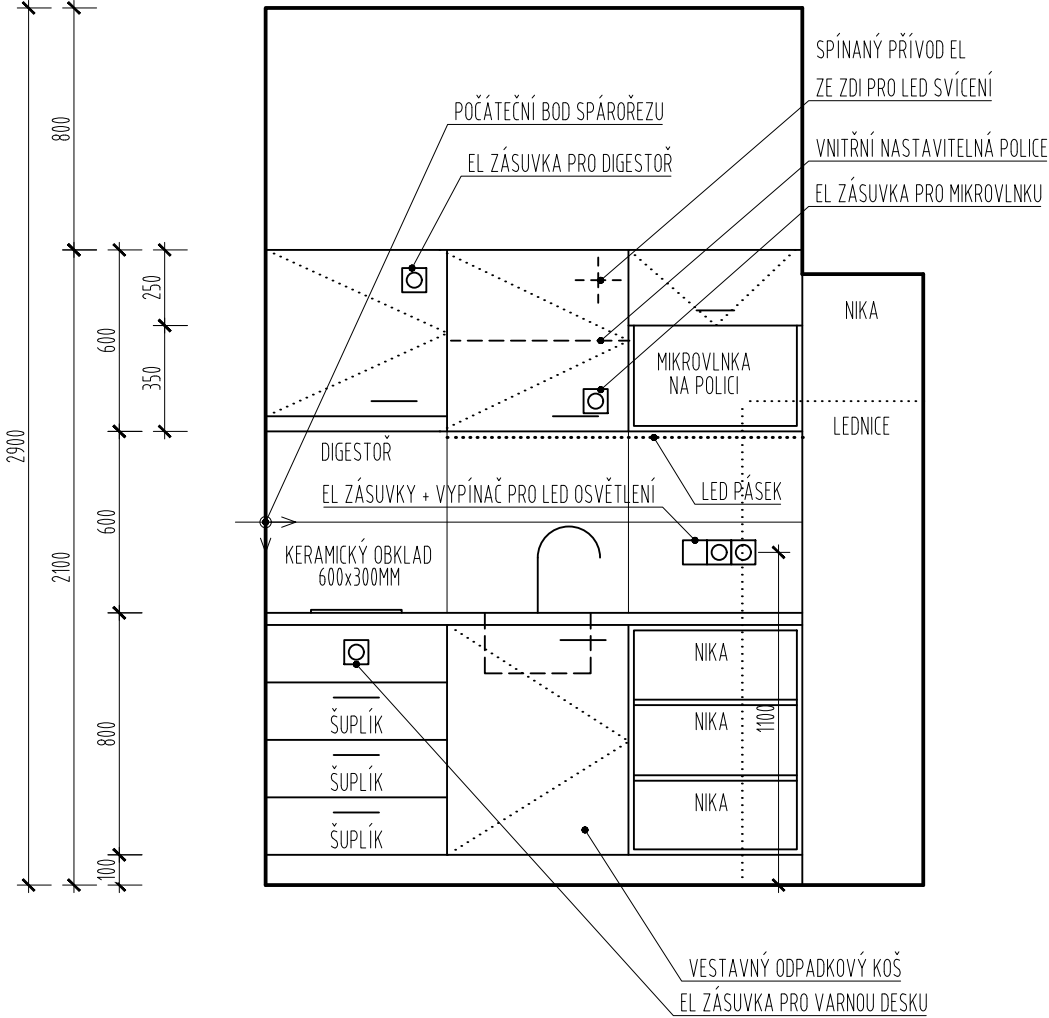 SPÍNANÝ PŘÍVOD EL
ZE ZDI PRO LED SVÍCENÍ
POČÁTEČNÍ BOD SPÁROŘEZU
EL ZÁSUVKA PRO DIGESTOŘ
VNITŘNÍ NASTAVITELNÁ POLICE
EL ZÁSUVKA PRO MIKROVLNKU
800
250
600
350
2900
NIKA
MIKROVLNKA
NA POLICI
LEDNICE
DIGESTOŘ
EL ZÁSUVKY + VYPÍNAČ PRO LED OSVĚTLENÍ
LED PÁSEK
600
2100
KERAMICKÝ OBKLAD
600x300MM
NIKA
ŠUPLÍK
NIKA
1100
800
ŠUPLÍK
NIKA
ŠUPLÍK
100
VESTAVNÝ ODPADKOVÝ KOŠ
EL ZÁSUVKA PRO VARNOU DESKU